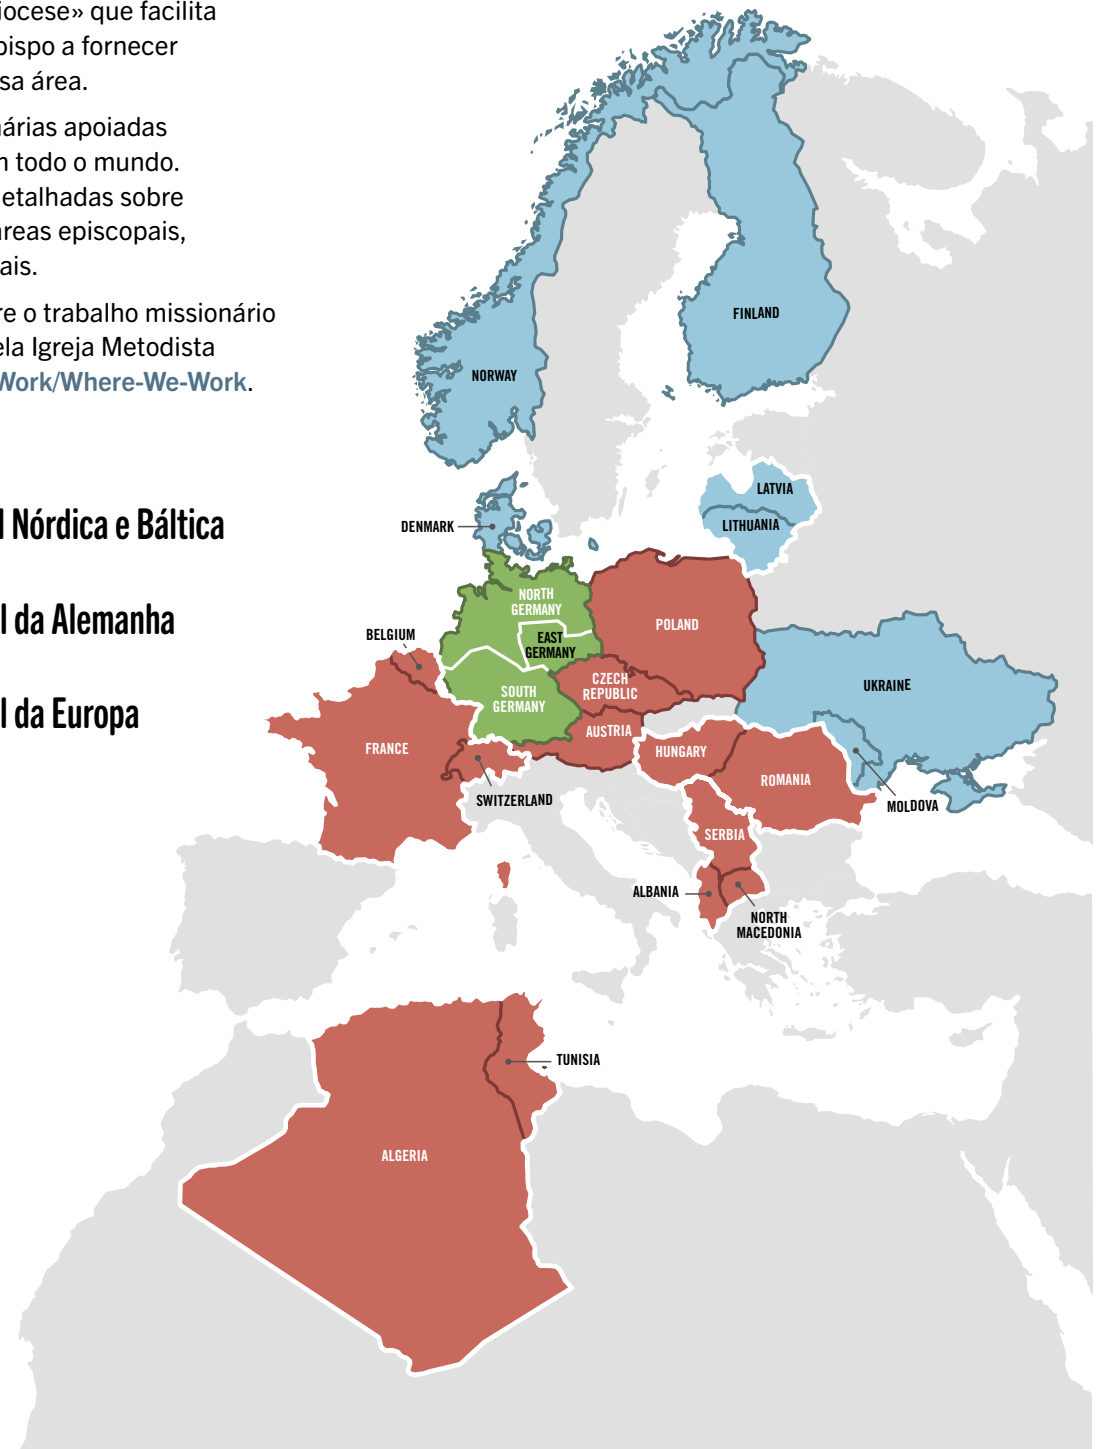 iocese» que facilita
bispo a fornecer
sa área.
nárias apoiadas
n todo o mundo.
etalhadas sobre
áreas episcopais,
ais.
re o trabalho missionário
ela Igreja Metodista
Work/Where-We-Work.
l Nórdica e Báltica
l da Alemanha
l da Europa
FINLAND
NORWAY
LATVIA
LITHUANIA
DENMARK
NORTH
GERMANY
EAST
GERMANY
SOUTH
GERMANY
POLAND
BELGIUM
CZECH
REPUBLIC
UKRAINE
AUSTRIA
FRANCE
HUNGARY
ROMANIA
SWITZERLAND
MOLDOVA
SERBIA
ALBANIA
NORTH
MACEDONIA
TUNISIA
ALGERIA